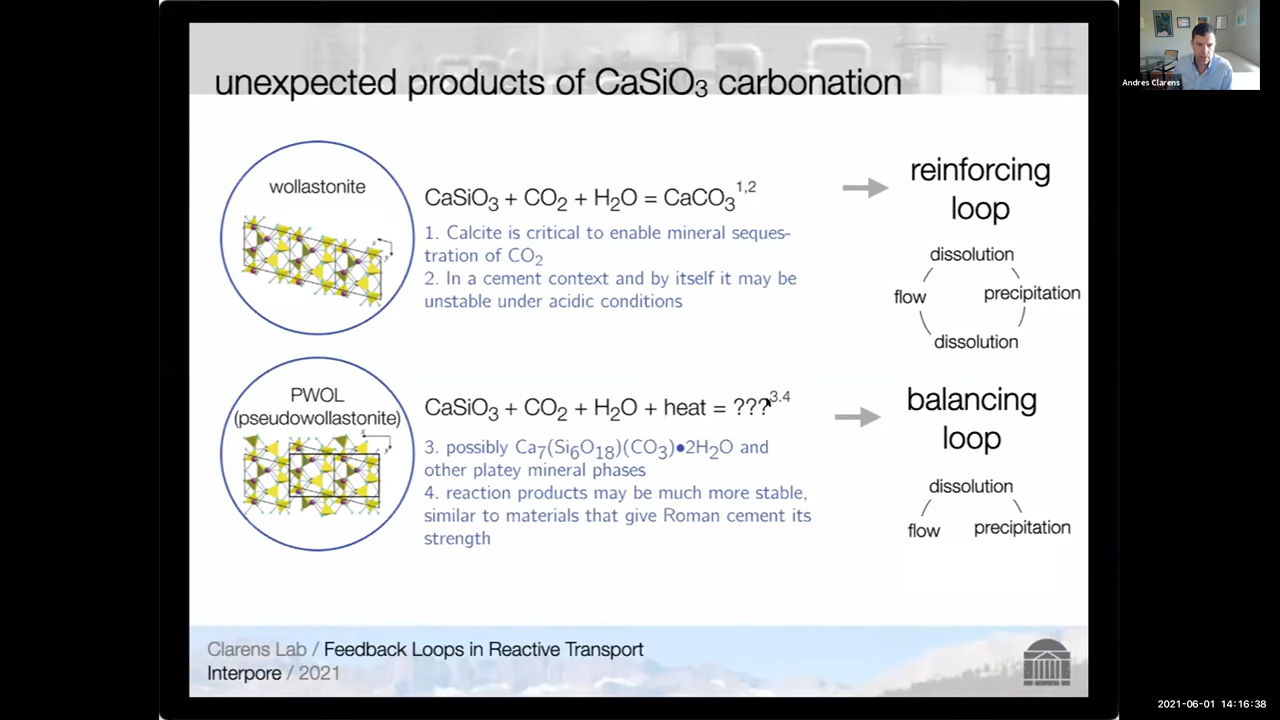 unexpected products of CaSiO₃ carbonation
Andres Clarens
wollastonite
CaSiO₃ + CO₂ + H₂O = CaCO₃¹,²
1. Calcite is critical to enable mineral seques-
tration of CO₂
2. In a cement context and by itself it may be
unstable under acidic conditions
reinforcing
loop
dissolution
flow
precipitation
dissolution
PWOL
(pseudowollastonite)
CaSiO₃ + CO₂ + H₂O + heat = ???³·⁴
3. possibly Ca₇(Si₆O₁₈)(CO₃)•2H₂O and
other platey mineral phases
4. reaction products may be much more stable,
similar to materials that give Roman cement its
strength
balancing
loop
dissolution
flow
precipitation
Clarens Lab / Feedback Loops in Reactive Transport
Interpore / 2021
2021-06-01 14:16:38